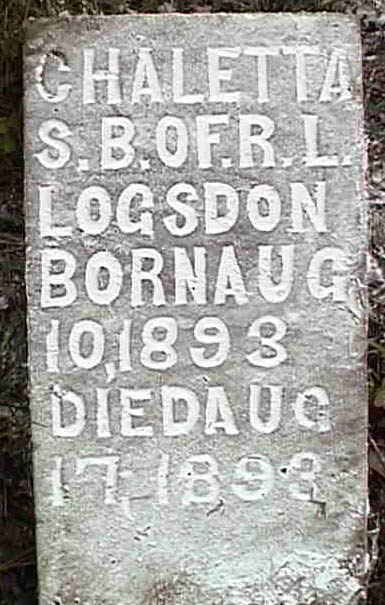 CHALETTA
S.B.OF.R.L.
LOGSDON
BORNAUG
10,1893
DIEDAUG
17,1893